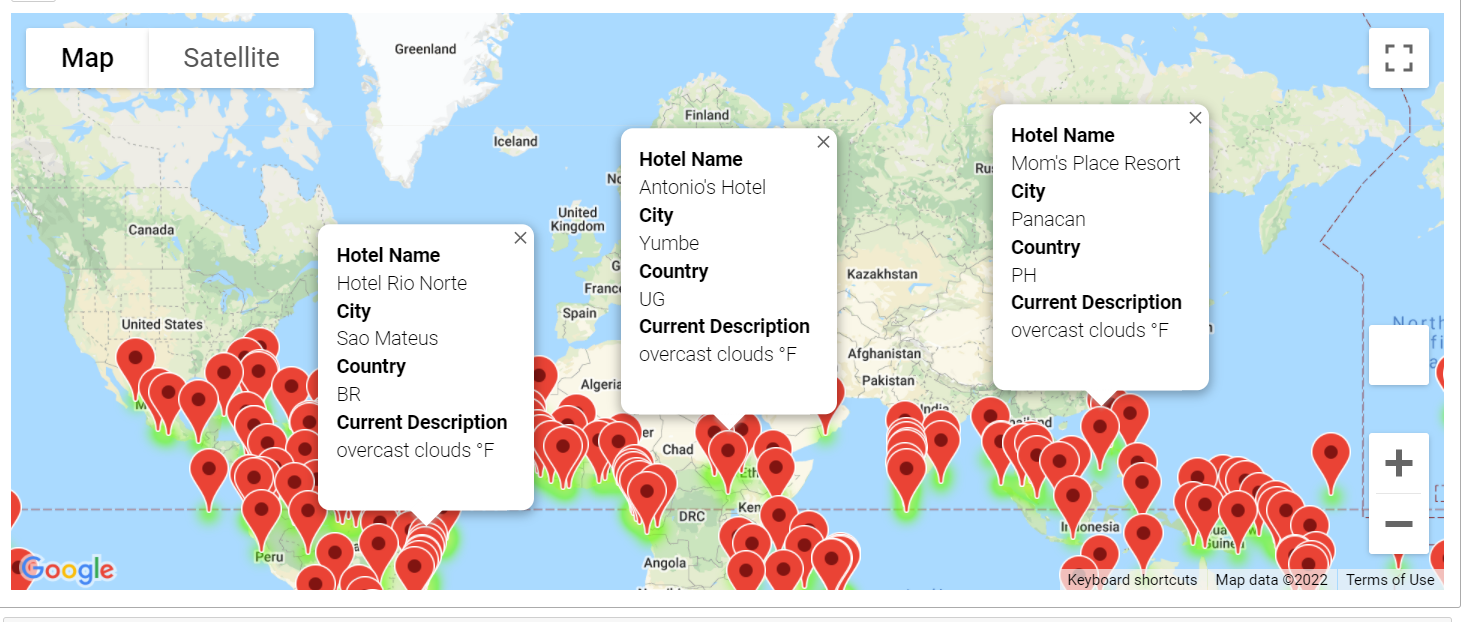 Map
Satellite
Greenland
Finland
Iceland
Hotel Name
Mom's Place Resort
City
Panacan
Country
PH
Current Description
overcast clouds °F
Hotel Name
Antonio's Hotel
City
Yumbe
Country
UG
Current Description
overcast clouds °F
United
Kingdom
Canada
Hotel Name
Hotel Rio Norte
City
Sao Mateus
Country
BR
Current Description
overcast clouds °F
Kazakhstan
France
Spain
United States
Afghanistan
Pakistan
Algeria
India
Chad
DRC
Indonesia
Peru
Angola
Google
Keyboard shortcuts
Map data ©2022
Terms of Use